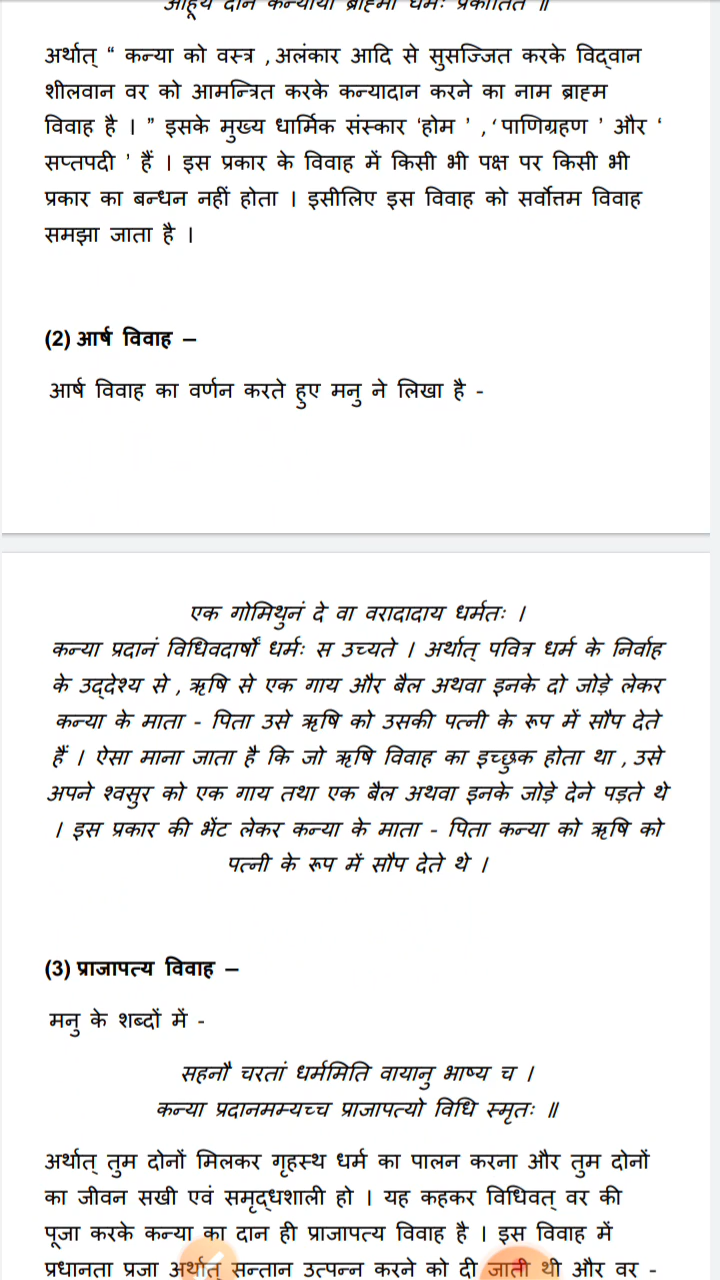 अर्थात् “ कन्या को वस्त्र , अलंकार आदि से सुसज्जित करके विद्वान
शीलवान वर को आमन्त्रित करके कन्यादान करने का नाम ब्राह्म
विवाह है । ” इसके मुख्य धार्मिक संस्कार ‘होम ’ , ‘ पाणिग्रहण ’ और ‘
सप्तपदी ’ हैं । इस प्रकार के विवाह में किसी भी पक्ष पर किसी भी
प्रकार का बन्धन नहीं होता । इसीलिए इस विवाह को सर्वोत्तम विवाह
समझा जाता है ।
(2) आर्ष विवाह –
आर्ष विवाह का वर्णन करते हुए मनु ने लिखा है -
एक गोमिथुनं दे वा वरादादाय धर्मतः ।
कन्या प्रदानं विधिवदार्षों धर्मः स उच्यते । अर्थात् पवित्र धर्म के निर्वाह
के उद्देश्य से , ऋषि से एक गाय और बैल अथवा इनके दो जोड़े लेकर
कन्या के माता - पिता उसे ऋषि को उसकी पत्नी के रूप में सौप देते
हैं । ऐसा माना जाता है कि जो ऋषि विवाह का इच्छुक होता था , उसे
अपने श्वसुर को एक गाय तथा एक बैल अथवा इनके जोड़े देने पड़ते थे
। इस प्रकार की भेंट लेकर कन्या के माता - पिता कन्या को ऋषि को
पत्नी के रूप में सौप देते थे ।
(3) प्राजापत्य विवाह –
मनु के शब्दों में -
सहनौ चरतां धर्ममिति वायानु भाष्य च ।
कन्या प्रदानमम्यच्च प्राजापत्यो विधि स्मृतः ॥
अर्थात् तुम दोनों मिलकर गृहस्थ धर्म का पालन करना और तुम दोनों
का जीवन सखी एवं समृद्धशाली हो । यह कहकर विधिवत् वर की
पूजा करके कन्या का दान ही प्राजापत्य विवाह है । इस विवाह में
प्रधानता प्रजा अर्थात् सन्तान उत्पन्न करने को दी जाती थी और वर -